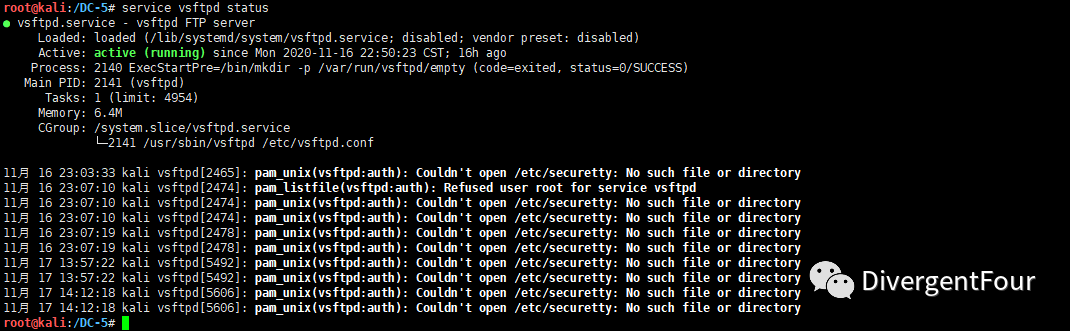 root@kali:/DC-5# service vsftpd status
● vsftpd.service - vsftpd FTP server
Loaded: loaded (/lib/systemd/system/vsftpd.service; disabled; vendor preset: disabled)
Active: active (running) since Mon 2020-11-16 22:50:23 CST; 16h ago
Process: 2140 ExecStartPre=/bin/mkdir -p /var/run/vsftpd/empty (code=exited, status=0/SUCCESS)
Main PID: 2141 (vsftpd)
Tasks: 1 (limit: 4954)
Memory: 6.4M
CGroup: /system.slice/vsftpd.service
└─2141 /usr/sbin/vsftpd /etc/vsftpd.conf
11月 16 23:03:33 kali vsftpd[2465]: pam_unix(vsftpd:auth): Couldn't open /etc/securetty: No such file or directory
11月 16 23:07:10 kali vsftpd[2474]: pam_listfile(vsftpd:auth): Refused user root for service vsftpd
11月 16 23:07:10 kali vsftpd[2474]: pam_unix(vsftpd:auth): Couldn't open /etc/securetty: No such file or directory
11月 16 23:07:10 kali vsftpd[2474]: pam_unix(vsftpd:auth): Couldn't open /etc/securetty: No such file or directory
11月 16 23:07:19 kali vsftpd[2478]: pam_unix(vsftpd:auth): Couldn't open /etc/securetty: No such file or directory
11月 16 23:07:19 kali vsftpd[2478]: pam_unix(vsftpd:auth): Couldn't open /etc/securetty: No such file or directory
11月 17 13:57:22 kali vsftpd[5492]: pam_unix(vsftpd:auth): Couldn't open /etc/securetty: No such file or directory
11月 17 13:57:22 kali vsftpd[5492]: pam_unix(vsftpd:auth): Couldn't open /etc/securetty: No such file or directory
11月 17 14:12:18 kali vsftpd[5606]: pam_unix(vsftpd:auth): Couldn't open /etc/securetty: No such file or directory
11月 17 14:12:18 kali vsftpd[5606]: pam_unix(vsftpd:auth): Couldn't open /etc/securetty: No such file or directory
DivergentFour
root@kali:/DC-5#